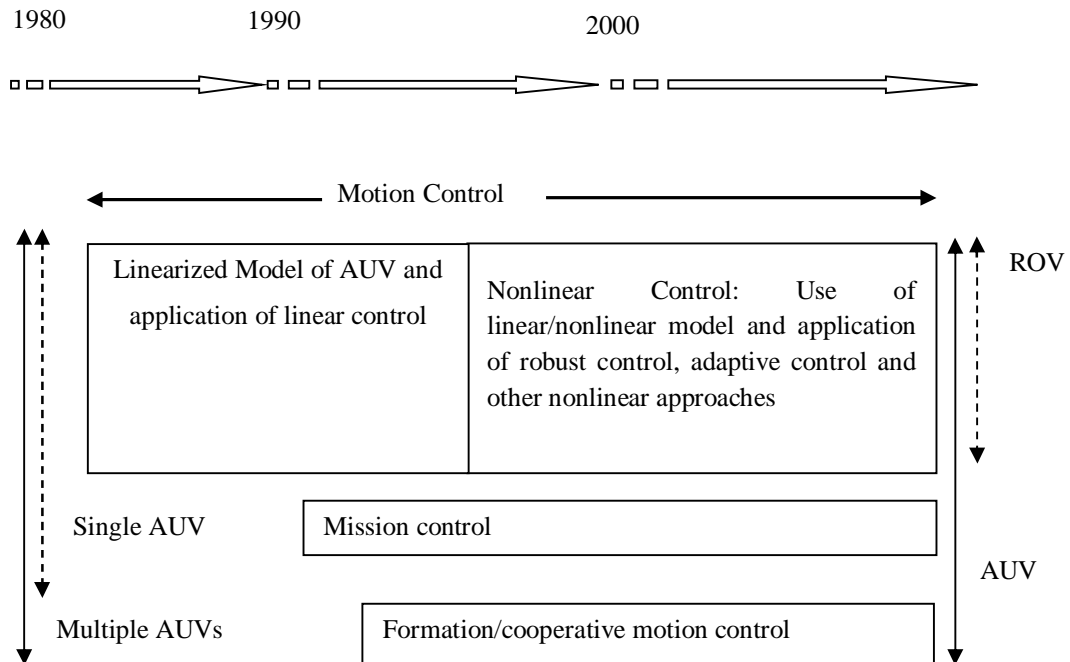 1980 1990 2000
Motion Control
Linearized Model of AUV and
application of linear control
Nonlinear Control: Use of
linear/nonlinear model and application
of robust control, adaptive control and
other nonlinear approaches
ROV
Single AUV
Mission control
AUV
Multiple AUVs
Formation/cooperative motion control